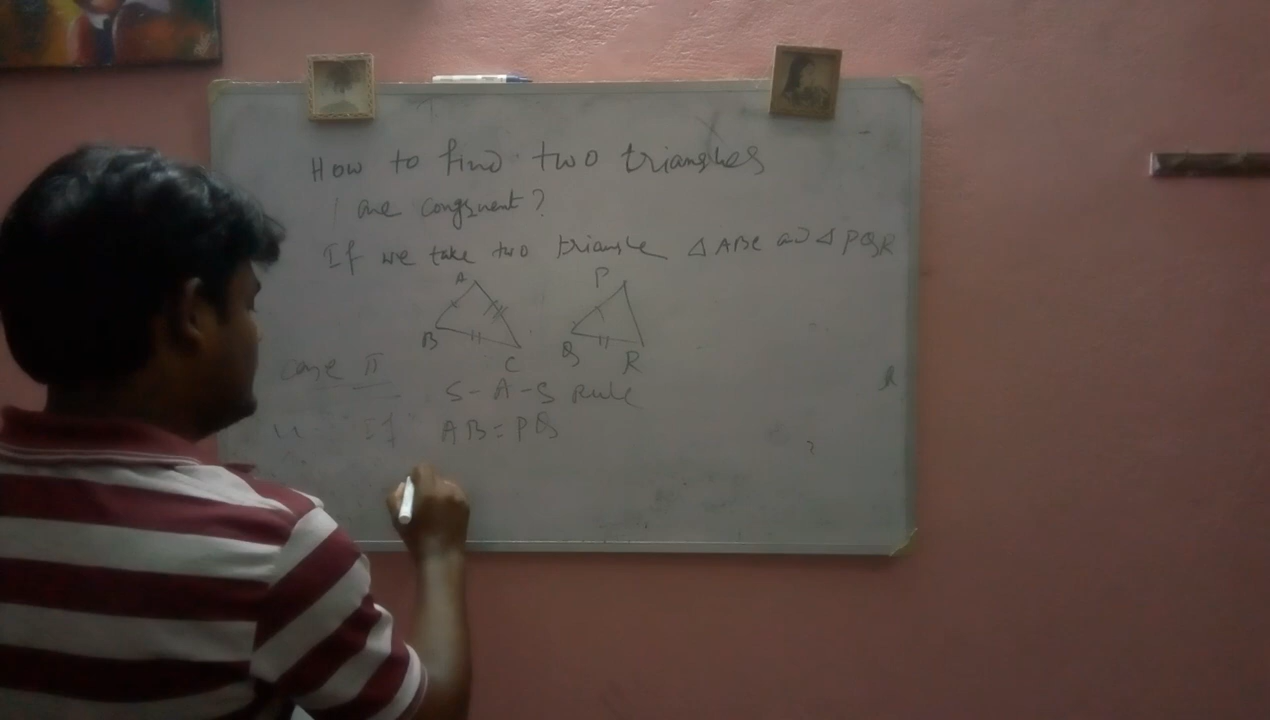 How to find two triangles
are congruent?
If we take two triangle △ABC and △PQR
A P
B C Q R
case II
S-A-S Rule
If AB=PQ
R